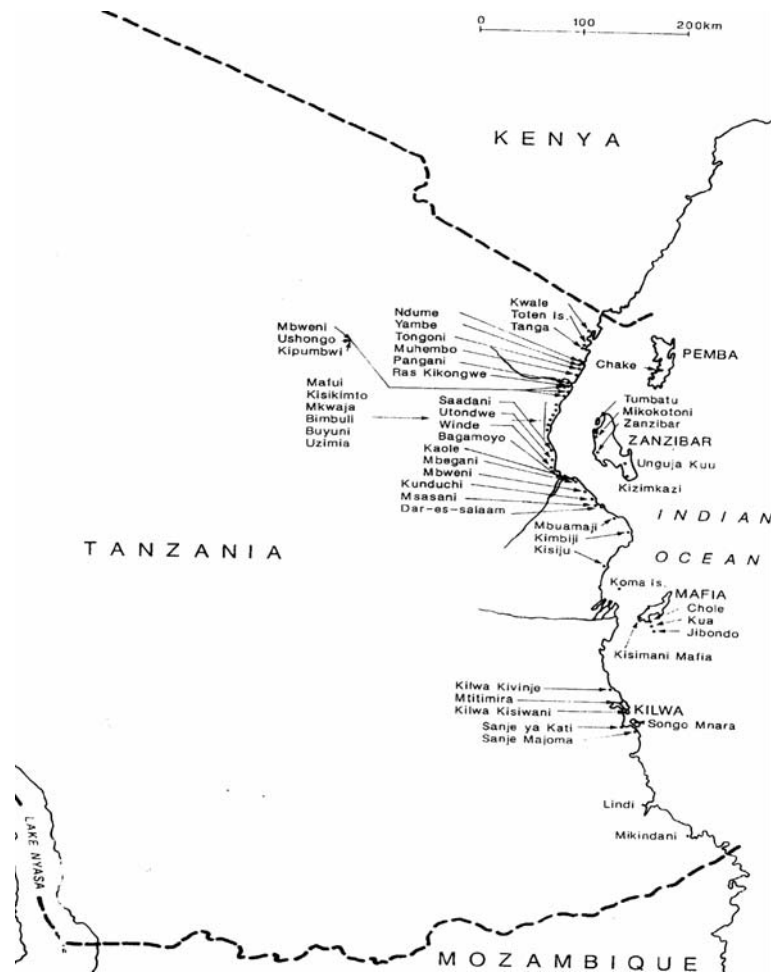 0 100 200km
KENYA
Kwale
Toten Is.
Tanga
Ndume
Yambe
Tongoni
Muhembo
Pangani
Ras Kikongwe
Mbweni
Ushongo
Kipumbwi
PEMBA
Chake
Mafui
Kisikimto
Mkwaja
Bimbuli
Buyuni
Uzimia
Saadani
Utondwe
Winde
Bagamoyo
Kaole
Mbegani
Mbweni
Kunduchi
Msasani
Dar-es-salaam
Tumbatu
Mikokotoni
Zanzibar
ZANZIBAR
Unguja Kuu
Kizimkazi
Mbuamaji
Kimbiji
Kisiju
INDIAN
OCEAN
TANZANIA
Koma Is.
MAFIA
Chole
Kua
Jibondo
Kisimani Mafia
Kilwa Kivinje
Mtitimira
Kilwa Kisiwani
KILWA
Songo Mnara
Sanje ya Kati
Sanje Majoma
Lindi
Mikindani
LAKE NYASA
MOZAMBIQUE